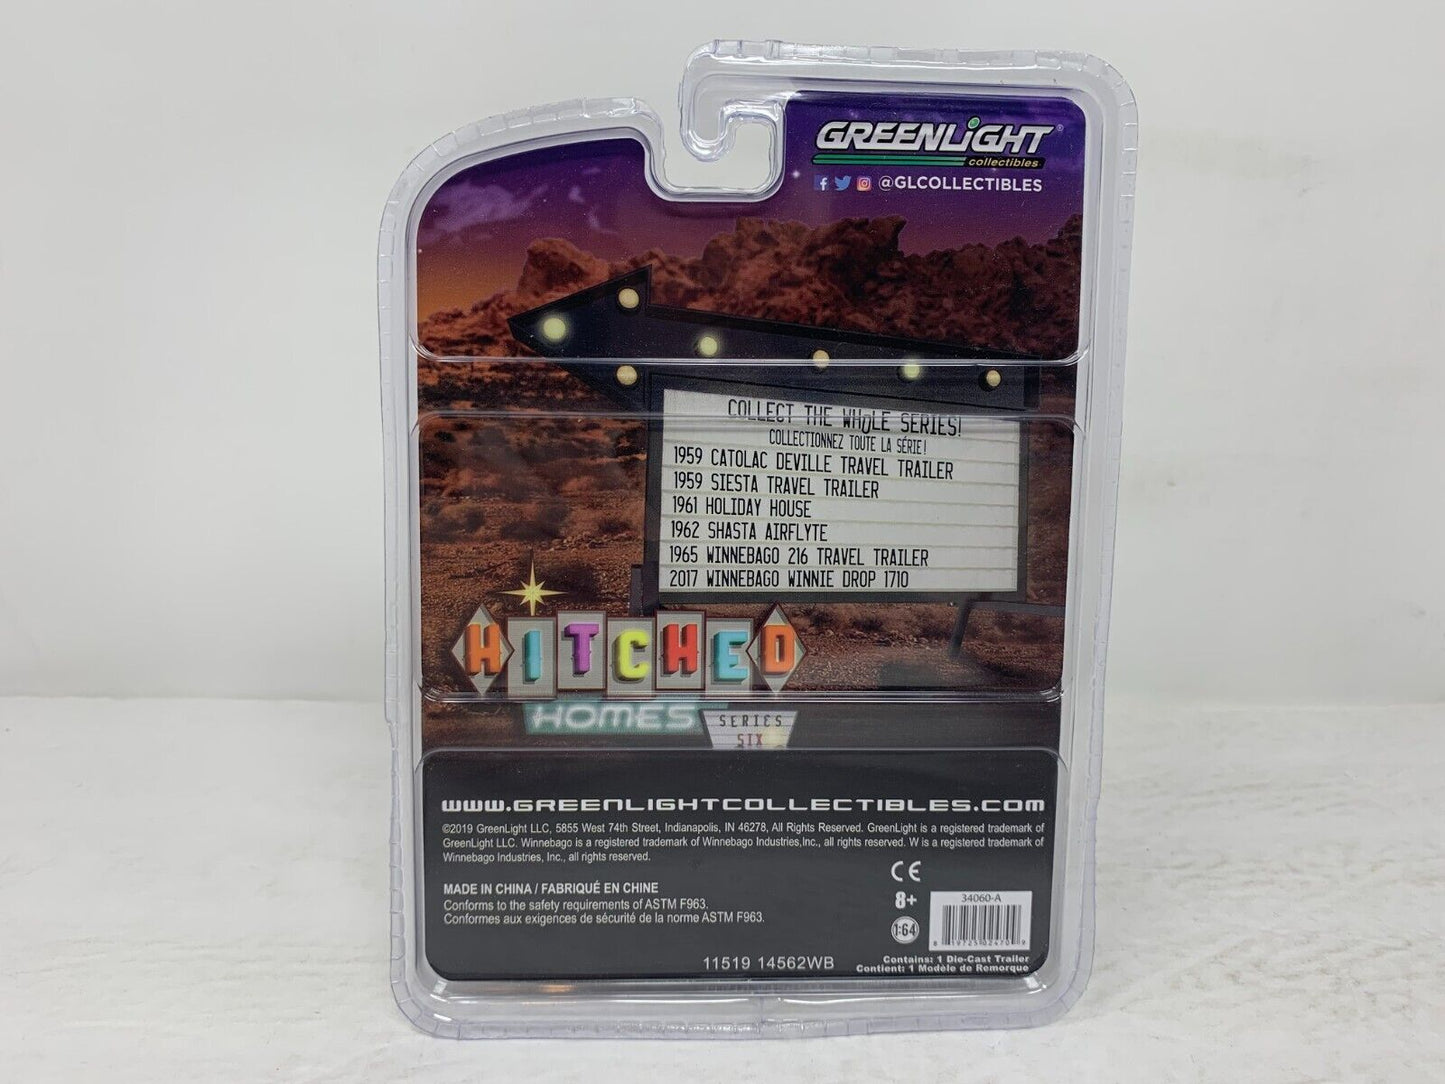 GREENLiGHT
collectibles
@GLCOLLECTIBLES
COLLECT THE WHOLE SERIES!
COLLECTIONNEZ TOUTE LA SÉRIE!
1959 CATOLAC DEVILLE TRAVEL TRAILER
1959 SIESTA TRAVEL TRAILER
1961 HOLIDAY HOUSE
1962 SHASTA AIRFLYTE
1965 WINNEBAGO 216 TRAVEL TRAILER
2017 WINNEBAGO WINNIE DROP 1710
HITCHED
HOMES
SERIES
SIX
www.GREENLIGHTCOLLECTIBLES.com
©2019 GreenLight LLC, 5855 West 74th Street, Indianapolis, IN 46278, All Rights Reserved. GreenLight is a registered trademark of
GreenLight LLC. Winnebago is a registered trademark of Winnebago Industries,Inc., all rights reserved. W is a registered trademark of
Winnebago Industries, Inc., all rights reserved.
MADE IN CHINA / FABRIQUÉ EN CHINE
Conforms to the safety requirements of ASTM F963.
Conformes aux exigences de sécurité de la norme ASTM F963.
CE
8+
1:64
34060-A
8 19725 02470 9
11519 14562WB
Contains: 1 Die-Cast Trailer
Contient: 1 Modèle de Remorque